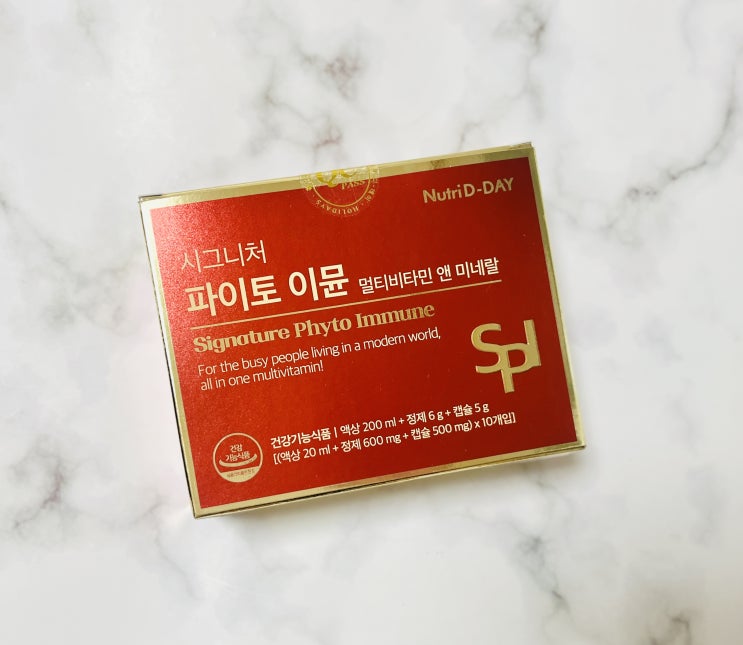 PASS
HOLIDAYS
NutriD-DAY
시그니처
파이토 이뮨 멀티비타민 앤 미네랄
Signature Phyto Immune
For the busy people living in a modern world,
all in one multivitamin!
SPI
건강
기능식품
건강기능식품 | 액상 200 ml + 정제 6 g + 캡슐 5 g
[(액상 20 ml + 정제 600 mg + 캡슐 500 mg) x 10개입]